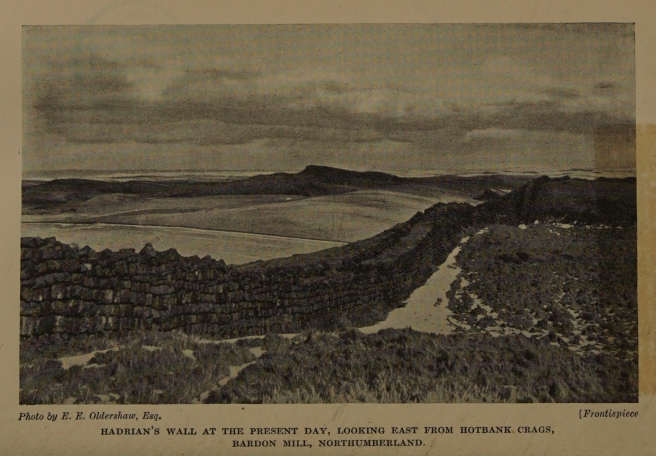 Photo by E. E. Oldershaw, Esq. [Frontispiece
HADRIAN'S WALL AT THE PRESENT DAY, LOOKING EAST FROM HOTBANK CRAGS,
BARDON MILL, NORTHUMBERLAND.